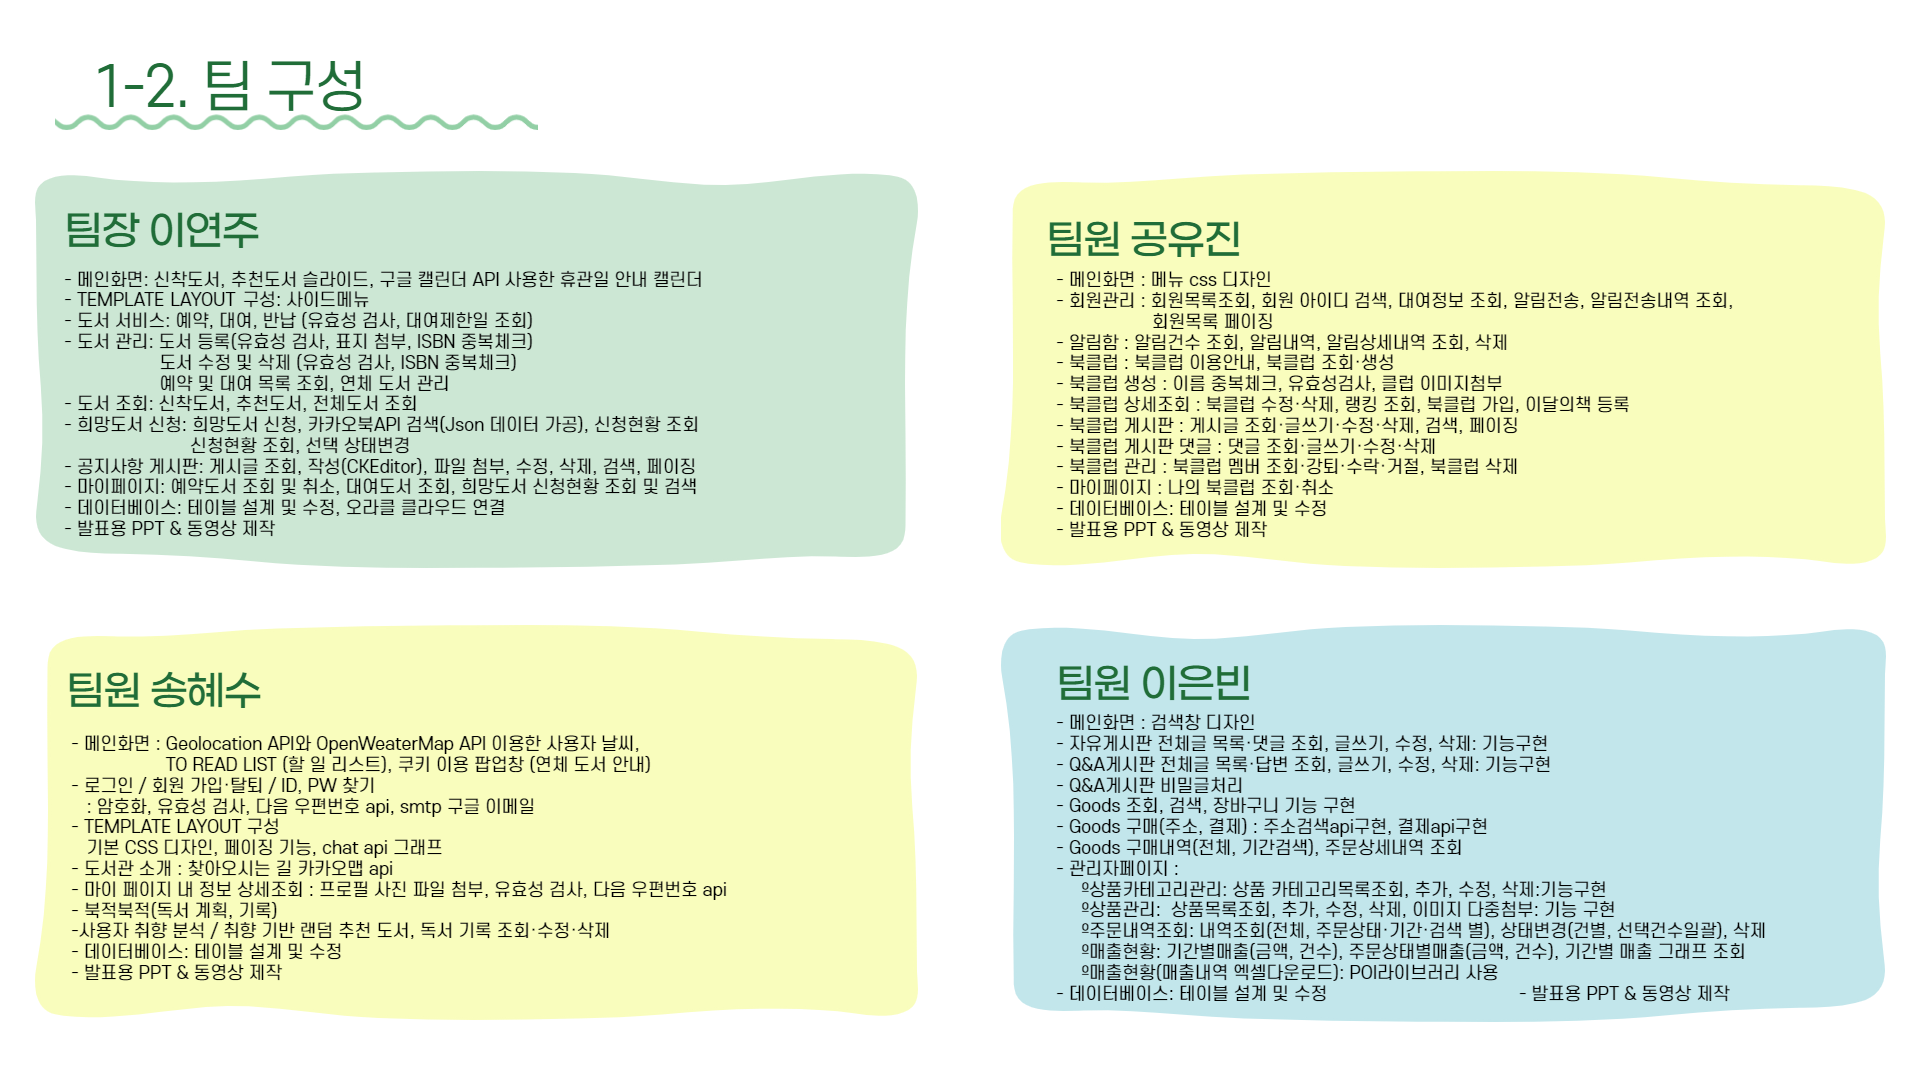 1-2. 팀 구성
팀장 이연주
- 메인화면: 신착도서, 추천도서 슬라이드, 구글 캘린더 API 사용한 휴관일 안내 캘린더
- TEMPLATE LAYOUT 구성: 사이드메뉴
- 도서 서비스: 예약, 대여, 반납 (유효성 검사, 대여제한일 조회)
- 도서 관리: 도서 등록(유효성 검사, 표지 첨부, ISBN 중복체크)
도서 수정 및 삭제 (유효성 검사, ISBN 중복체크)
예약 및 대여 목록 조회, 연체 도서 관리
- 도서 조회: 신착도서, 추천도서, 전체도서 조회
- 희망도서 신청: 희망도서 신청, 카카오북API 검색(Json 데이터 가공), 신청현황 조회
신청현황 조회, 선택 상태변경
- 공지사항 게시판: 게시글 조회, 작성(CKEditor), 파일 첨부, 수정, 삭제, 검색, 페이징
- 마이페이지: 예약도서 조회 및 취소, 대여도서 조회, 희망도서 신청현황 조회 및 검색
- 데이터베이스: 테이블 설계 및 수정, 오라클 클라우드 연결
- 발표용 PPT & 동영상 제작
팀원 공유진
- 메인화면 : 메뉴 css 디자인
- 회원관리 : 회원목록조회, 회원 아이디 검색, 대여정보 조회, 알림전송, 알림전송내역 조회,
회원목록 페이징
- 알림함 : 알림건수 조회, 알림내역, 알림상세내역 조회, 삭제
- 북클럽 : 북클럽 이용안내, 북클럽 조회·생성
- 북클럽 생성 : 이름 중복체크, 유효성검사, 클럽 이미지첨부
- 북클럽 상세조회 : 북클럽 수정·삭제, 랭킹 조회, 북클럽 가입, 이달의책 등록
- 북클럽 게시판 : 게시글 조회·글쓰기·수정·삭제, 검색, 페이징
- 북클럽 게시판 댓글 : 댓글 조회·글쓰기·수정·삭제
- 북클럽 관리 : 북클럽 멤버 조회·강퇴·수락·거절, 북클럽 삭제
- 마이페이지 : 나의 북클럽 조회·취소
- 데이터베이스: 테이블 설계 및 수정
- 발표용 PPT & 동영상 제작
팀원 송혜수
- 메인화면 : Geolocation API와 OpenWeaterMap API 이용한 사용자 날씨,
TO READ LIST (할 일 리스트), 쿠키 이용 팝업창 (연체 도서 안내)
- 로그인 / 회원 가입·탈퇴 / ID, PW 찾기
: 암호화, 유효성 검사, 다음 우편번호 api, smtp 구글 이메일
- TEMPLATE LAYOUT 구성
기본 CSS 디자인, 페이징 기능, chat api 그래프
- 도서관 소개 : 찾아오시는 길 카카오맵 api
- 마이 페이지 내 정보 상세조회 : 프로필 사진 파일 첨부, 유효성 검사, 다음 우편번호 api
- 북적북적(독서 계획, 기록)
-사용자 취향 분석 / 취향 기반 랜덤 추천 도서, 독서 기록 조회·수정·삭제
- 데이터베이스: 테이블 설계 및 수정
- 발표용 PPT & 동영상 제작
팀원 이은빈
- 메인화면 : 검색창 디자인
- 자유게시판 전체글 목록·댓글 조회, 글쓰기, 수정, 삭제: 기능구현
- Q&A게시판 전체글 목록·답변 조회, 글쓰기, 수정, 삭제: 기능구현
- Q&A게시판 비밀글처리
- Goods 조회, 검색, 장바구니 기능 구현
- Goods 구매(주소, 결제) : 주소검색api구현, 결제api구현
- Goods 구매내역(전체, 기간검색), 주문상세내역 조회
- 관리자페이지 :
º상품카테고리관리: 상품 카테고리목록조회, 추가, 수정, 삭제:기능구현
º상품관리: 상품목록조회, 추가, 수정, 삭제, 이미지 다중첨부: 기능 구현
º주문내역조회: 내역조회(전체, 주문상태·기간·검색 별), 상태변경(건별, 선택건수일괄), 삭제
º매출현황: 기간별매출(금액, 건수), 주문상태별매출(금액, 건수), 기간별 매출 그래프 조회
º매출현황(매출내역 엑셀다운로드): POI라이브러리 사용
- 데이터베이스: 테이블 설계 및 수정 - 발표용 PPT & 동영상 제작